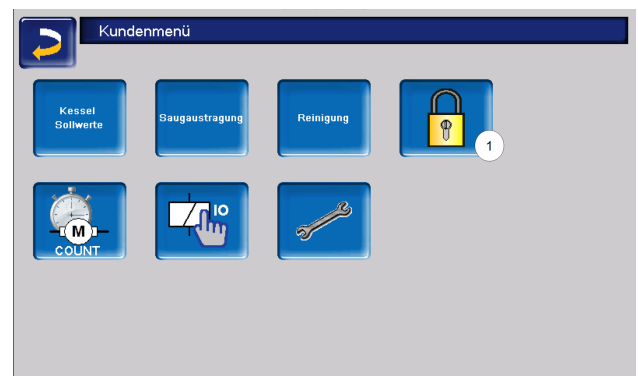 Kundenmenü
Kessel
Sollwerte
Saugaustragung
Reinigung
1
M
COUNT
IO